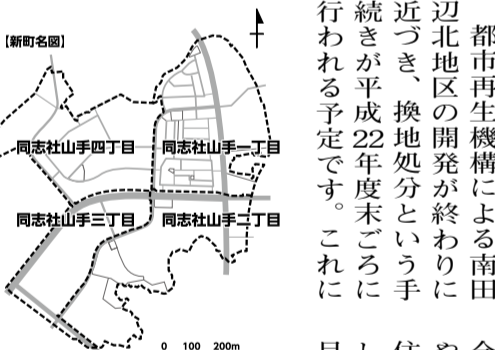 都市再生機構による南田
辺北地区の開発が終わりに
近づき、換地処分という手
続きが平成22年度末ごろに
行われる予定です。これに
【新町名図】
同志社山手四丁目
同志社山手一丁目
同志社山手三丁目
同志社山手二丁目
0 100 200m